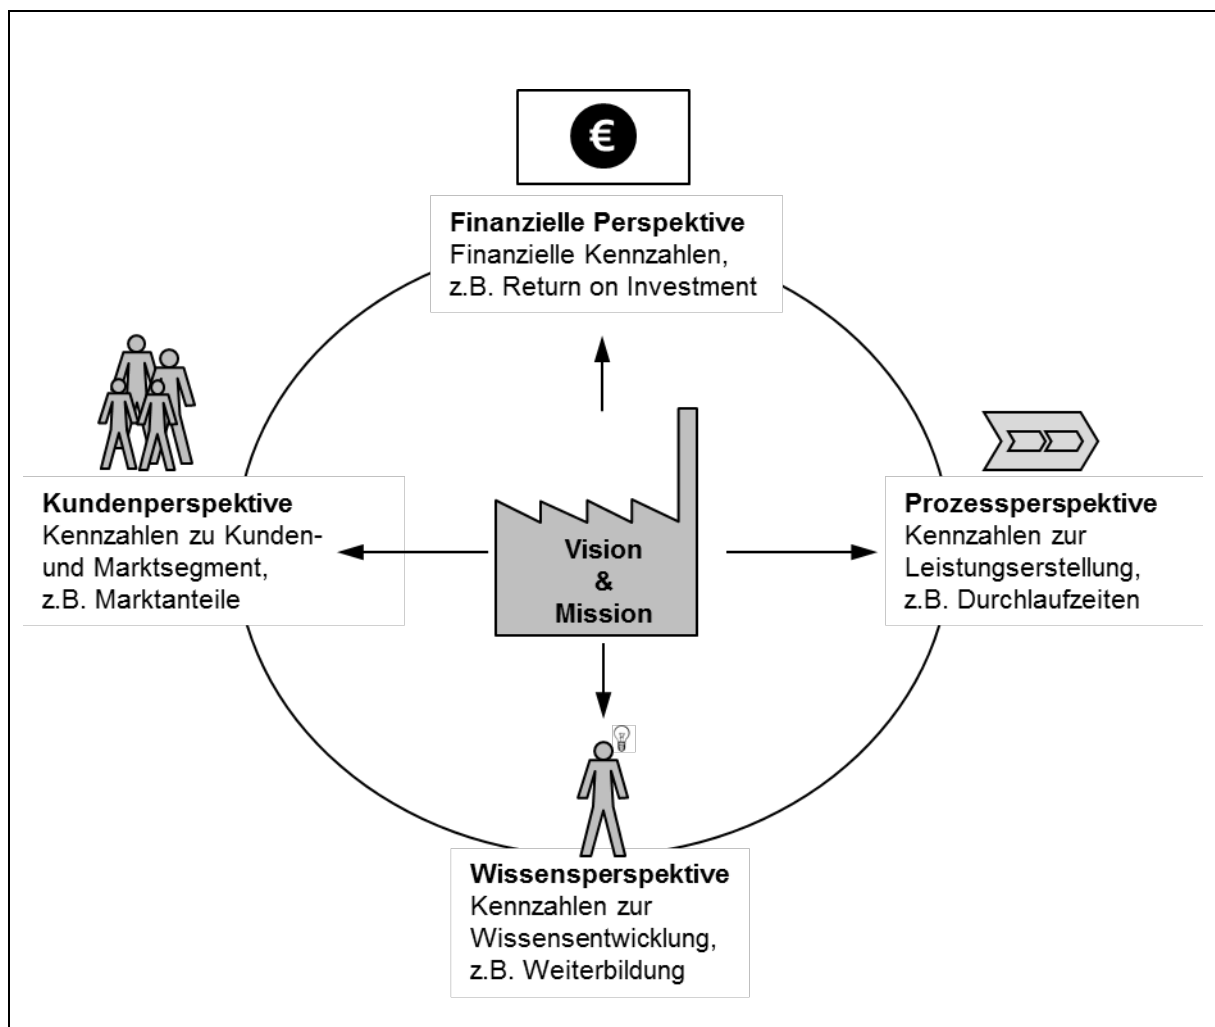 €
Finanzielle Perspektive
Finanzielle Kennzahlen,
z.B. Return on Investment
Kundenperspektive
Kennzahlen zu Kunden-
und Marktsegment,
z.B. Marktanteile
Vision
&
Mission
Prozessperspektive
Kennzahlen zur
Leistungserstellung,
z.B. Durchlaufzeiten
Wissensperspektive
Kennzahlen zur
Wissensentwicklung,
z.B. Weiterbildung